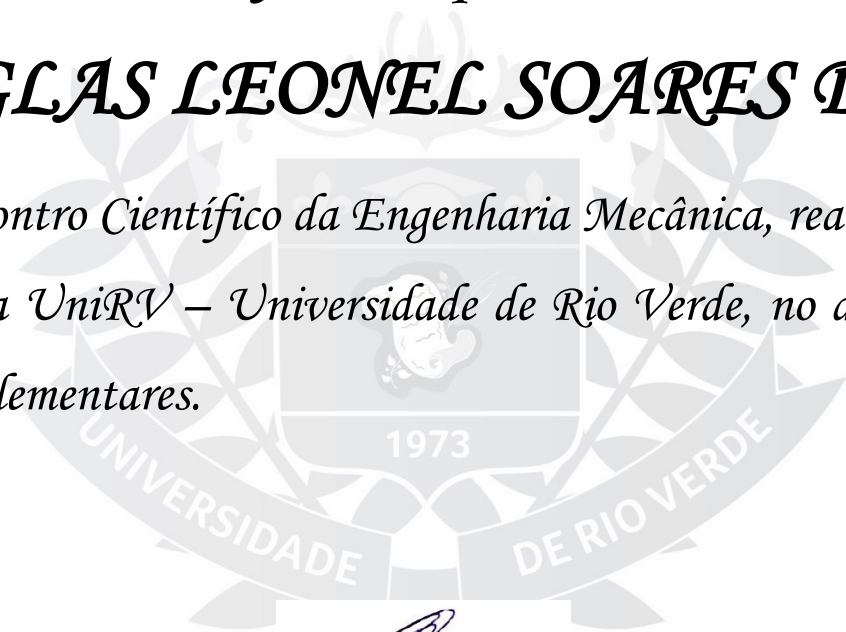 GLAS LEONEL SOARES D
ontro Científico da Engenharia Mecânica, rea
a UniRV – Universidade de Rio Verde, no d
lementares.
1973
UNIVERSIDADE DE RIO VERDE